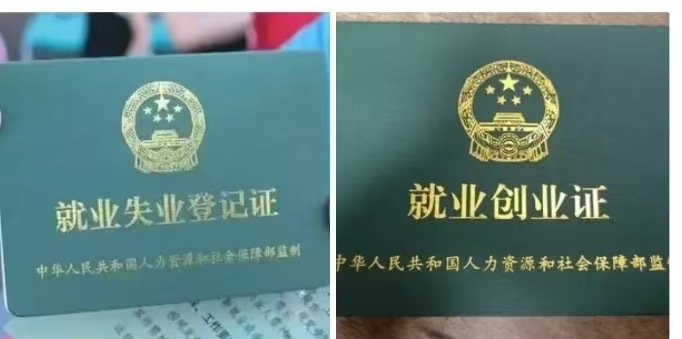 就业失业登记证
中华人民共和国人力资源和社会保障部监制
就业创业证
中华人民共和国人力资源和社会保障部监制